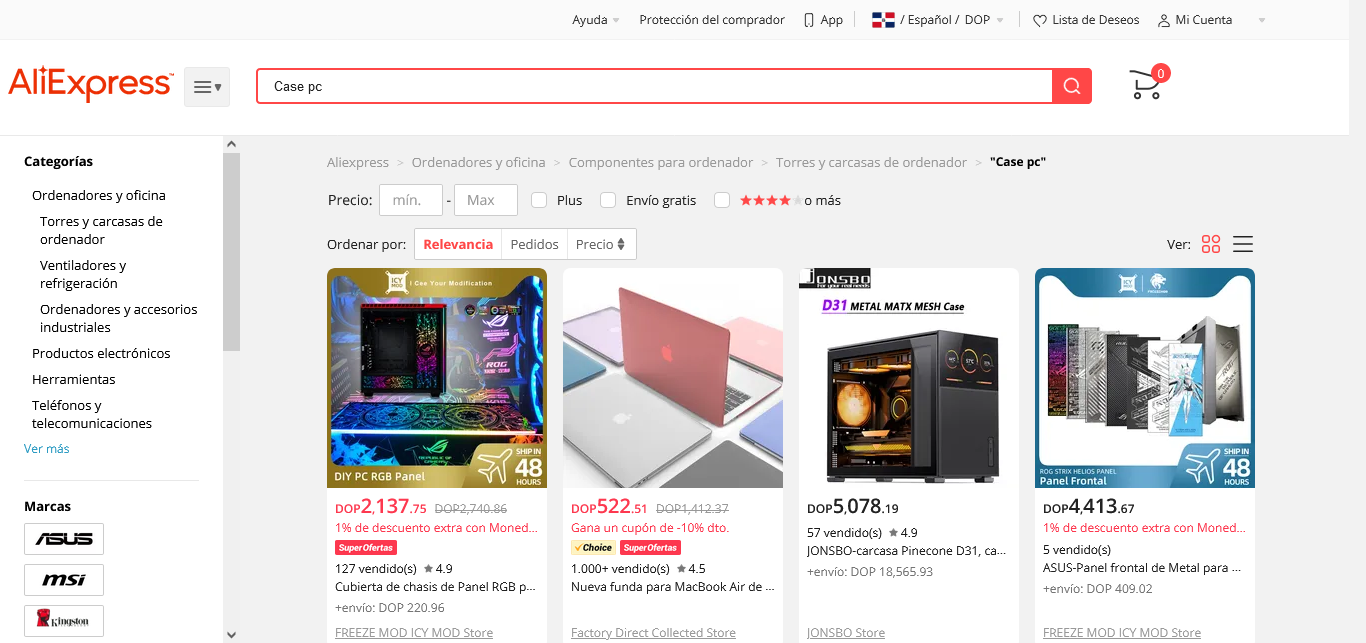 Ayuda
Protección del comprador
App
/ Español / DOP
Lista de Deseos
Mi Cuenta
AliExpress
Case pc
0
Categorías
Ordenadores y oficina
Torres y carcasas de
ordenador
Ventiladores y
refrigeración
Ordenadores y accesorios
industriales
Productos electrónicos
Herramientas
Teléfonos y
telecomunicaciones
Ver más
Marcas
ASUS
msi
Kingston
Aliexpress > Ordenadores y oficina > Componentes para ordenador > Torres y carcasas de ordenador > "Case pc"
Precio: mín. - Max Plus Envío gratis o más
Ordenar por: Relevancia Pedidos Precio
Ver:
ICY MOD I Cee Your Modification
ROG
DIY PC RGB Panel
SHIP IN
48
HOURS
DOP2,137.75 DOP2,740.86
1% de descuento extra con Moned...
SuperOfertas
127 vendido(s) 4.9
Cubierta de chasis de Panel RGB p...
+envío: DOP 220.96
FREEZE MOD ICY MOD Store
DOP522.51 DOP1,412.37
Gana un cupón de -10% dto.
Choice SuperOfertas
1.000+ vendido(s) 4.5
Nueva funda para MacBook Air de ...
Factory Direct Collected Store
JONSBO
For your real needs
D31 METAL MATX MESH Case
DOP5,078.19
57 vendido(s) 4.9
JONSBO-carcasa Pinecone D31, ca...
+envío: DOP 18,565.93
JONSBO Store
ICY MOD
ROG STRIX HELIOS PANEL
Panel Frontal
SHIP IN
48
HOURS
DOP4,413.67
1% de descuento extra con Moned...
5 vendido(s)
ASUS-Panel frontal de Metal para ...
+envío: DOP 409.02
FREEZE MOD ICY MOD Store